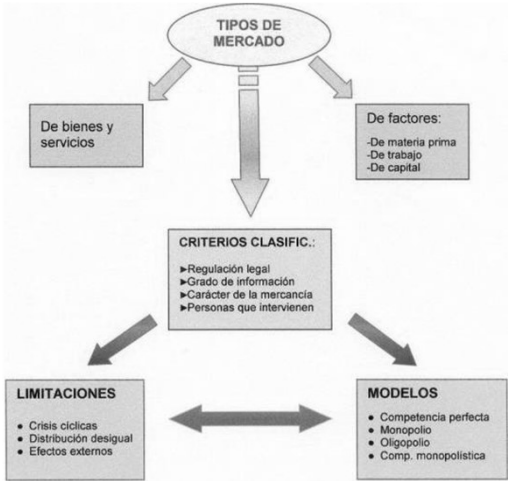 TIPOS DE
MERCADO
De bienes y
servicios
De factores:
-De materia prima
-De trabajo
-De capital
CRITERIOS CLASIFIC.:
►Regulación legal
►Grado de información
►Carácter de la mercancía
►Personas que intervienen
LIMITACIONES
● Crisis cíclicas
● Distribución desigual
● Efectos externos
MODELOS
● Competencia perfecta
● Monopolio
● Oligopolio
● Comp. monopolística